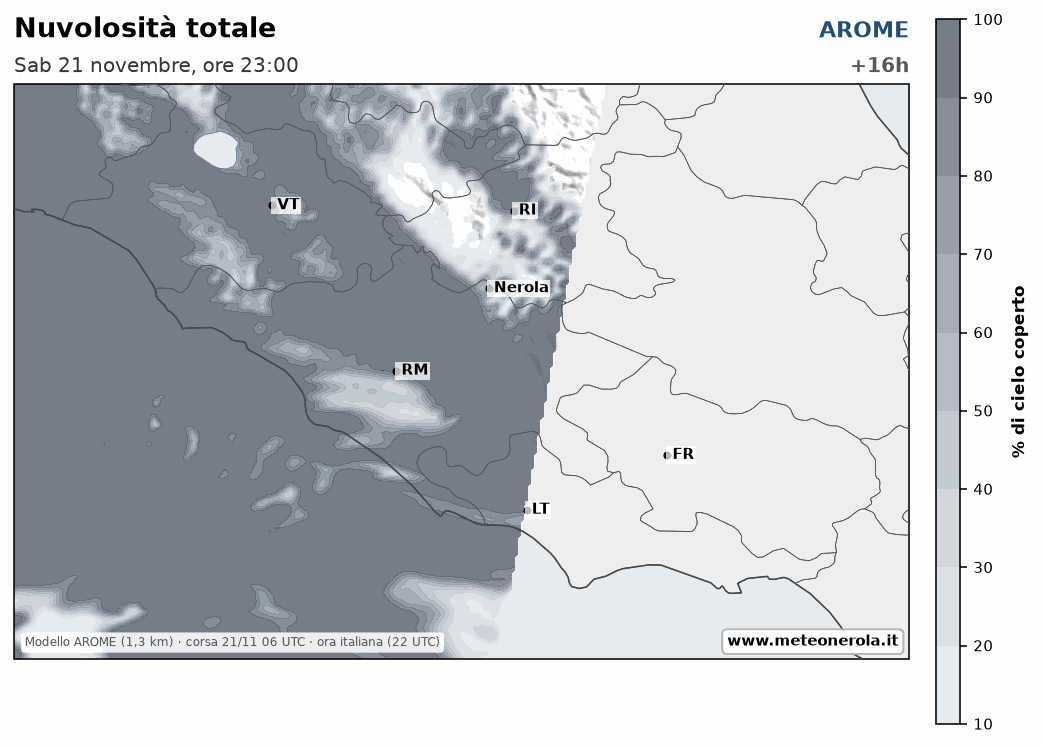 Nuvolosità totale
AROME
Sab 21 novembre, ore 23:00
+16h
100
90
80
70
60
50
40
30
20
10
% di cielo coperto
VT
RI
Nerola
RM
FR
LT
Modello AROME (1,3 km) · corsa 21/11 06 UTC · ora italiana (22 UTC)
www.meteonerola.it